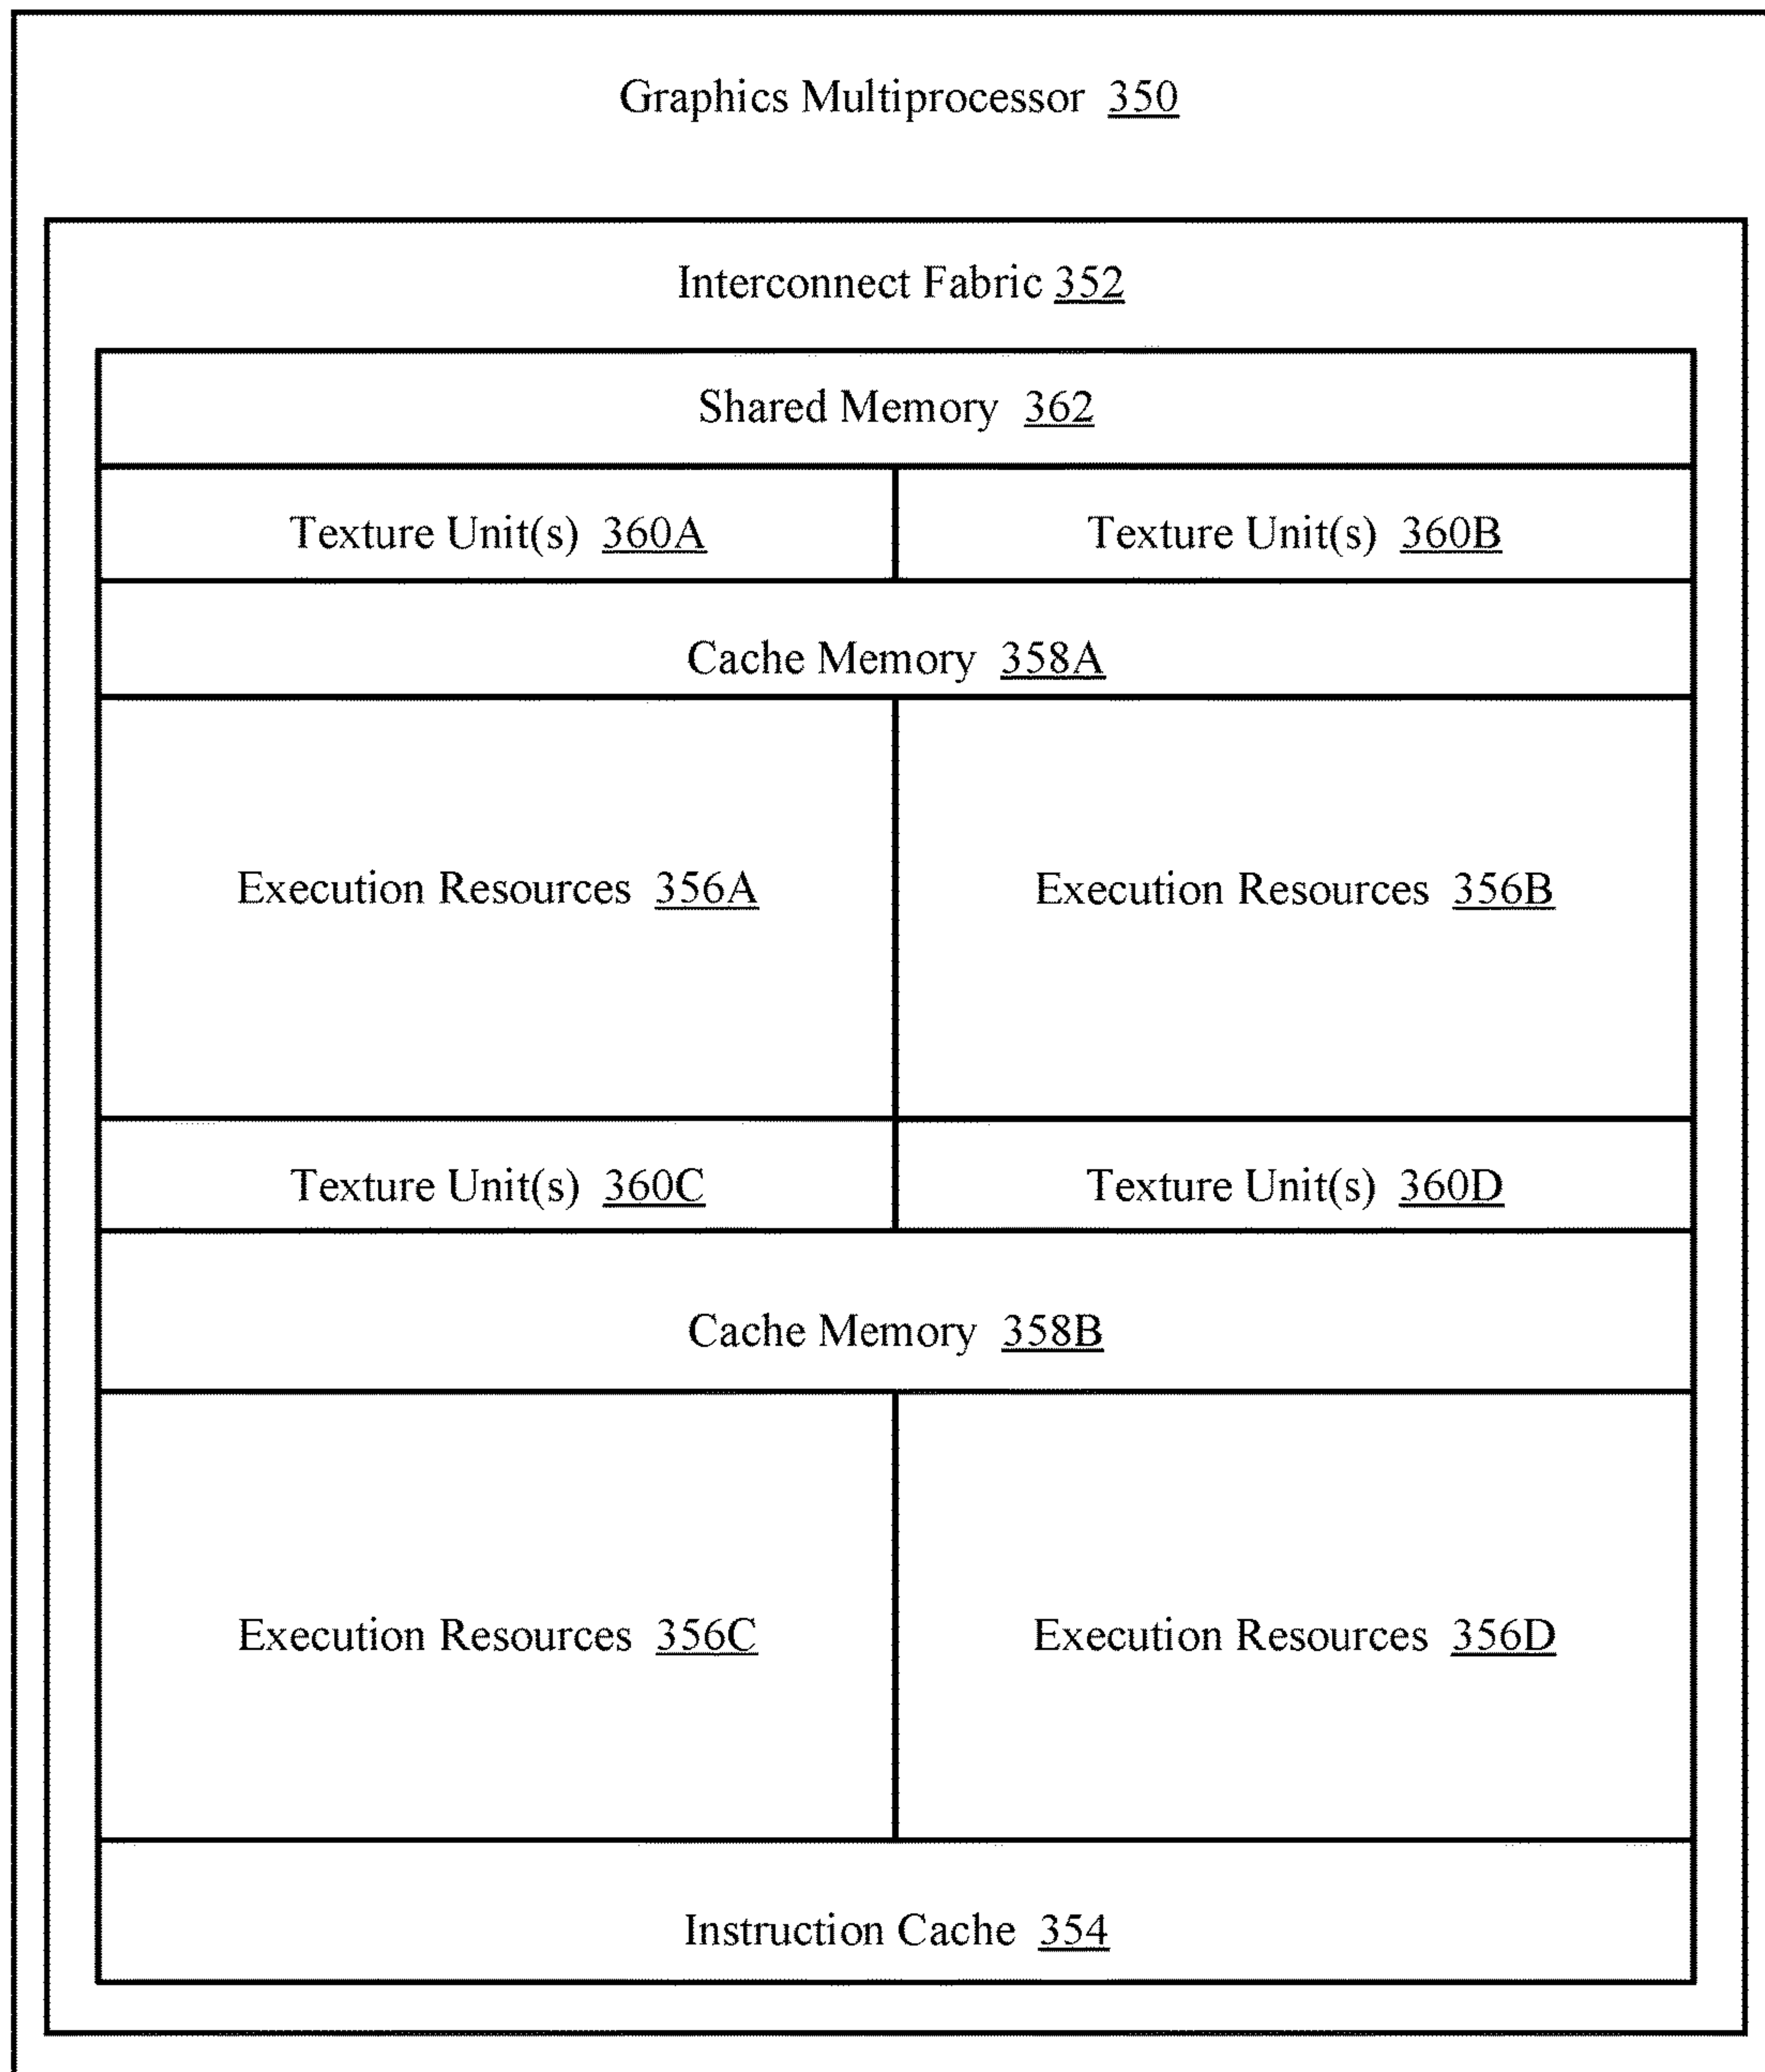 Graphics Multiprocessor 350
Interconnect Fabric 352
Shared Memory 362
Texture Unit(s) 360A
Texture Unit(s) 360B
Cache Memory 358A
Execution Resources 356A
Execution Resources 356B
Texture Unit(s) 360C
Texture Unit(s) 360D
Cache Memory 358B
Execution Resources 356C
Execution Resources 356D
Instruction Cache 354